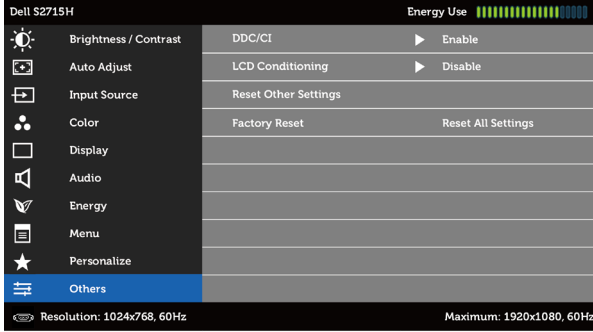 Dell S2715H Energy Use
Brightness / Contrast DDC/CI Enable
Auto Adjust LCD Conditioning Disable
Input Source Reset Other Settings
Color Factory Reset Reset All Settings
Display
Audio
Energy
Menu
Personalize
Others
Resolution: 1024x768, 60Hz Maximum: 1920x1080, 60Hz